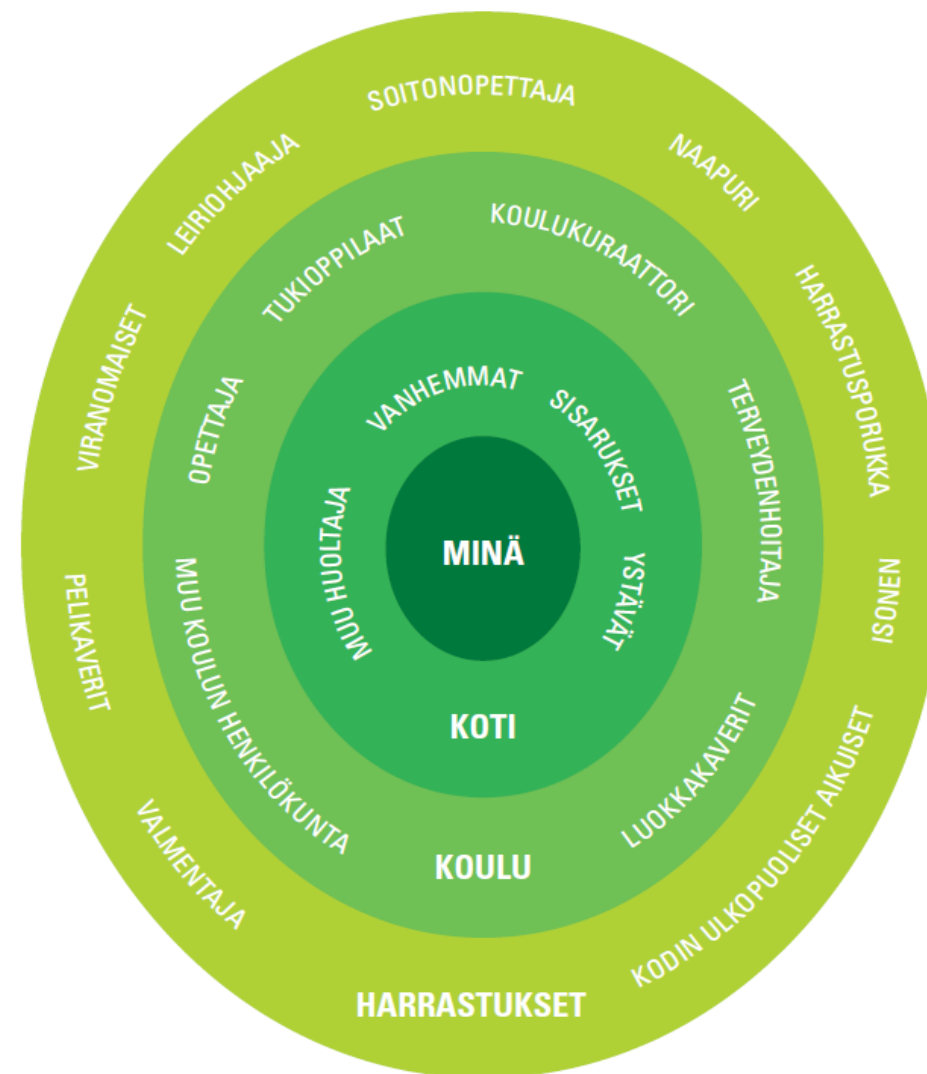 SOITONOPETTAJA
NAAPURI
LEIRIOHJAAJA
HARRASTUSPORUKKA
VIRANOMAISET
ISONEN
PELIKAVERIT
KODIN ULKOPUOLISET AIKUISET
VALMENTAJA
HARRASTUKSET
KOULUKURAATTORI
TUKIOPPILAAT
TERVEYDENHOITAJA
OPETTAJA
MUU KOULUN HENKILÖKUNTA
LUOKKAKAVERIT
KOULU
VANHEMMAT
SISARUKSET
MUU HUOLTAJA
YSTÄVÄT
KOTI
MINÄ